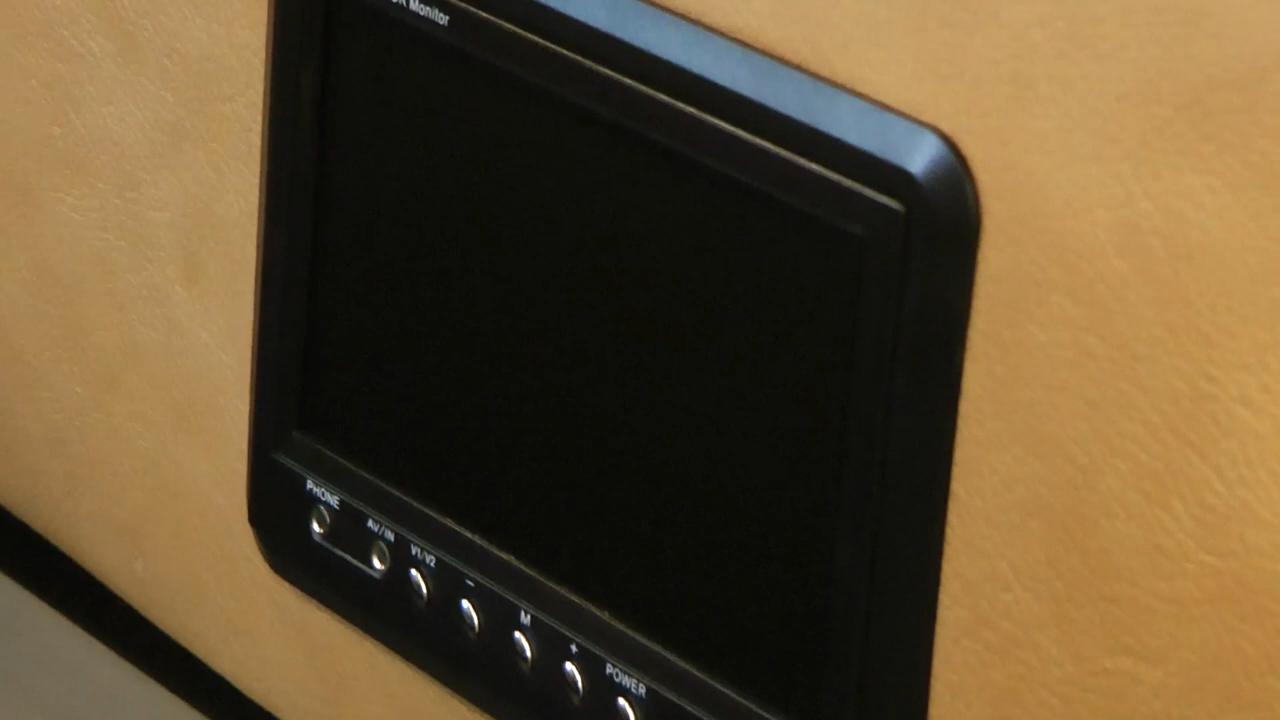 Monitor
PHONE
AV/IN
V1/V2
−
M
+
POWER